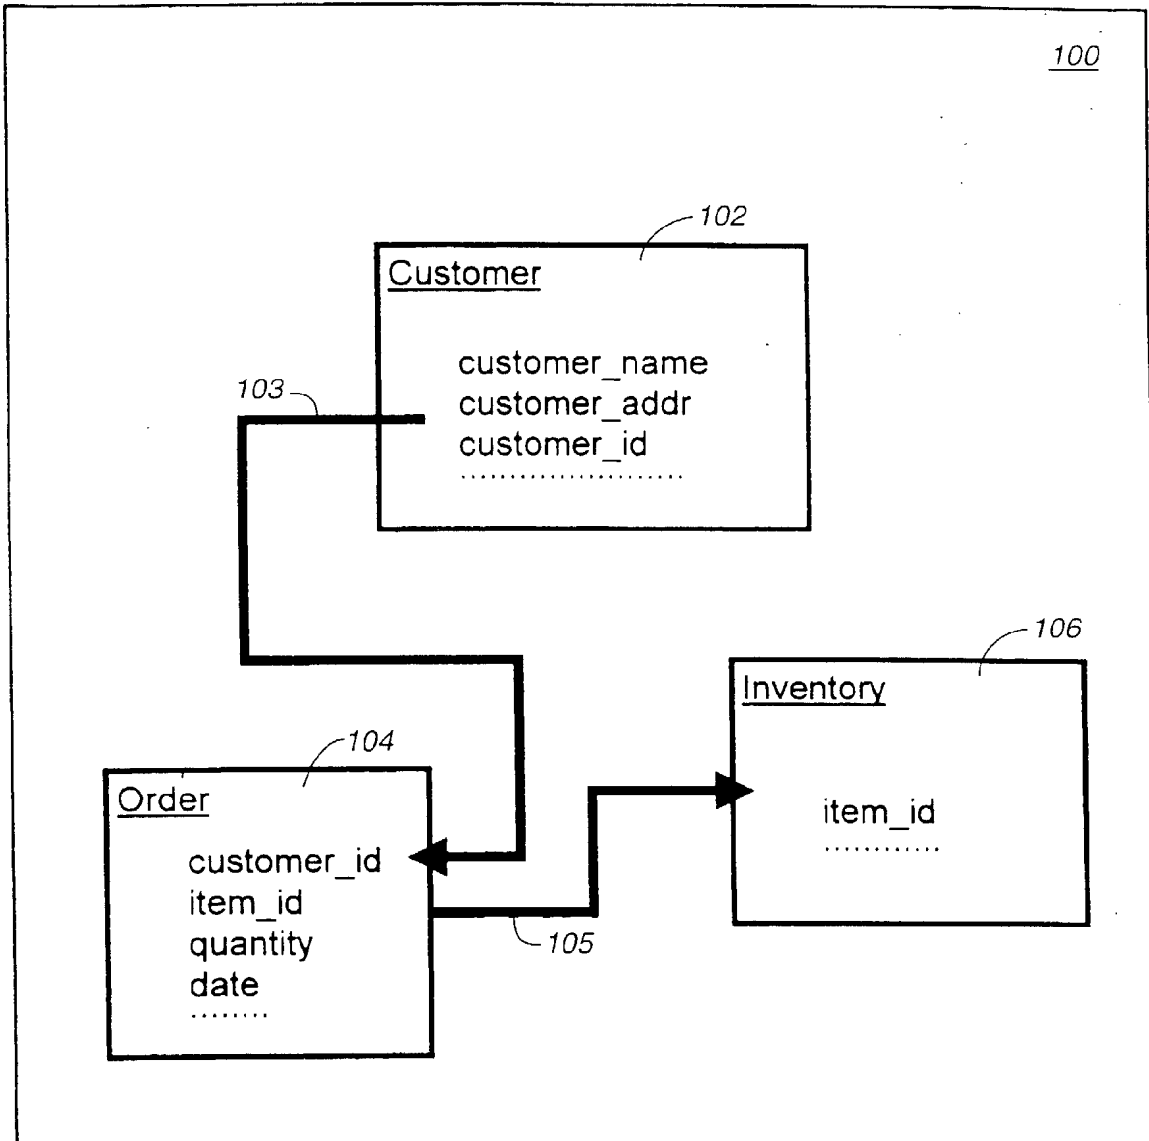 100
102
Customer
customer_name
103
customer_addr
customer_id
......................
106
Inventory
104
Order
item_id
............
customer_id
item_id
quantity
105
date
........